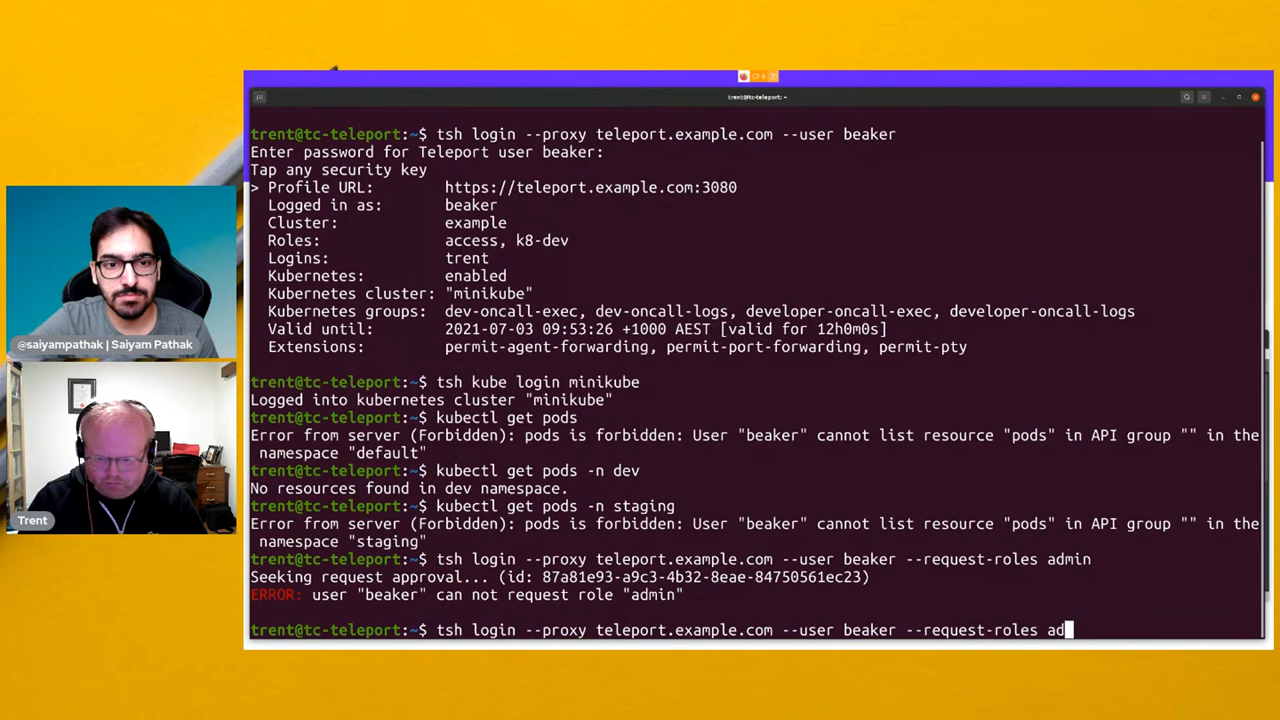 trent@tc-teleport: ~
trent@tc-teleport:~$ tsh login --proxy teleport.example.com --user beaker
Enter password for Teleport user beaker:
Tap any security key
> Profile URL: https://teleport.example.com:3080
Logged in as: beaker
Cluster: example
Roles: access, k8-dev
Logins: trent
Kubernetes: enabled
Kubernetes cluster: "minikube"
Kubernetes groups: dev-oncall-exec, dev-oncall-logs, developer-oncall-exec, developer-oncall-logs
Valid until: 2021-07-03 09:53:26 +1000 AEST [valid for 12h0m0s]
Extensions: permit-agent-forwarding, permit-port-forwarding, permit-pty
trent@tc-teleport:~$ tsh kube login minikube
Logged into kubernetes cluster "minikube"
trent@tc-teleport:~$ kubectl get pods
Error from server (Forbidden): pods is forbidden: User "beaker" cannot list resource "pods" in API group "" in the
namespace "default"
trent@tc-teleport:~$ kubectl get pods -n dev
No resources found in dev namespace.
trent@tc-teleport:~$ kubectl get pods -n staging
Error from server (Forbidden): pods is forbidden: User "beaker" cannot list resource "pods" in API group "" in the
namespace "staging"
trent@tc-teleport:~$ tsh login --proxy teleport.example.com --user beaker --request-roles admin
Seeking request approval... (id: 87a81e93-a9c3-4b32-8eae-84750561ec23)
ERROR: user "beaker" can not request role "admin"
trent@tc-teleport:~$ tsh login --proxy teleport.example.com --user beaker --request-roles ad
@saiyampathak | Saiyam Pathak
Trent